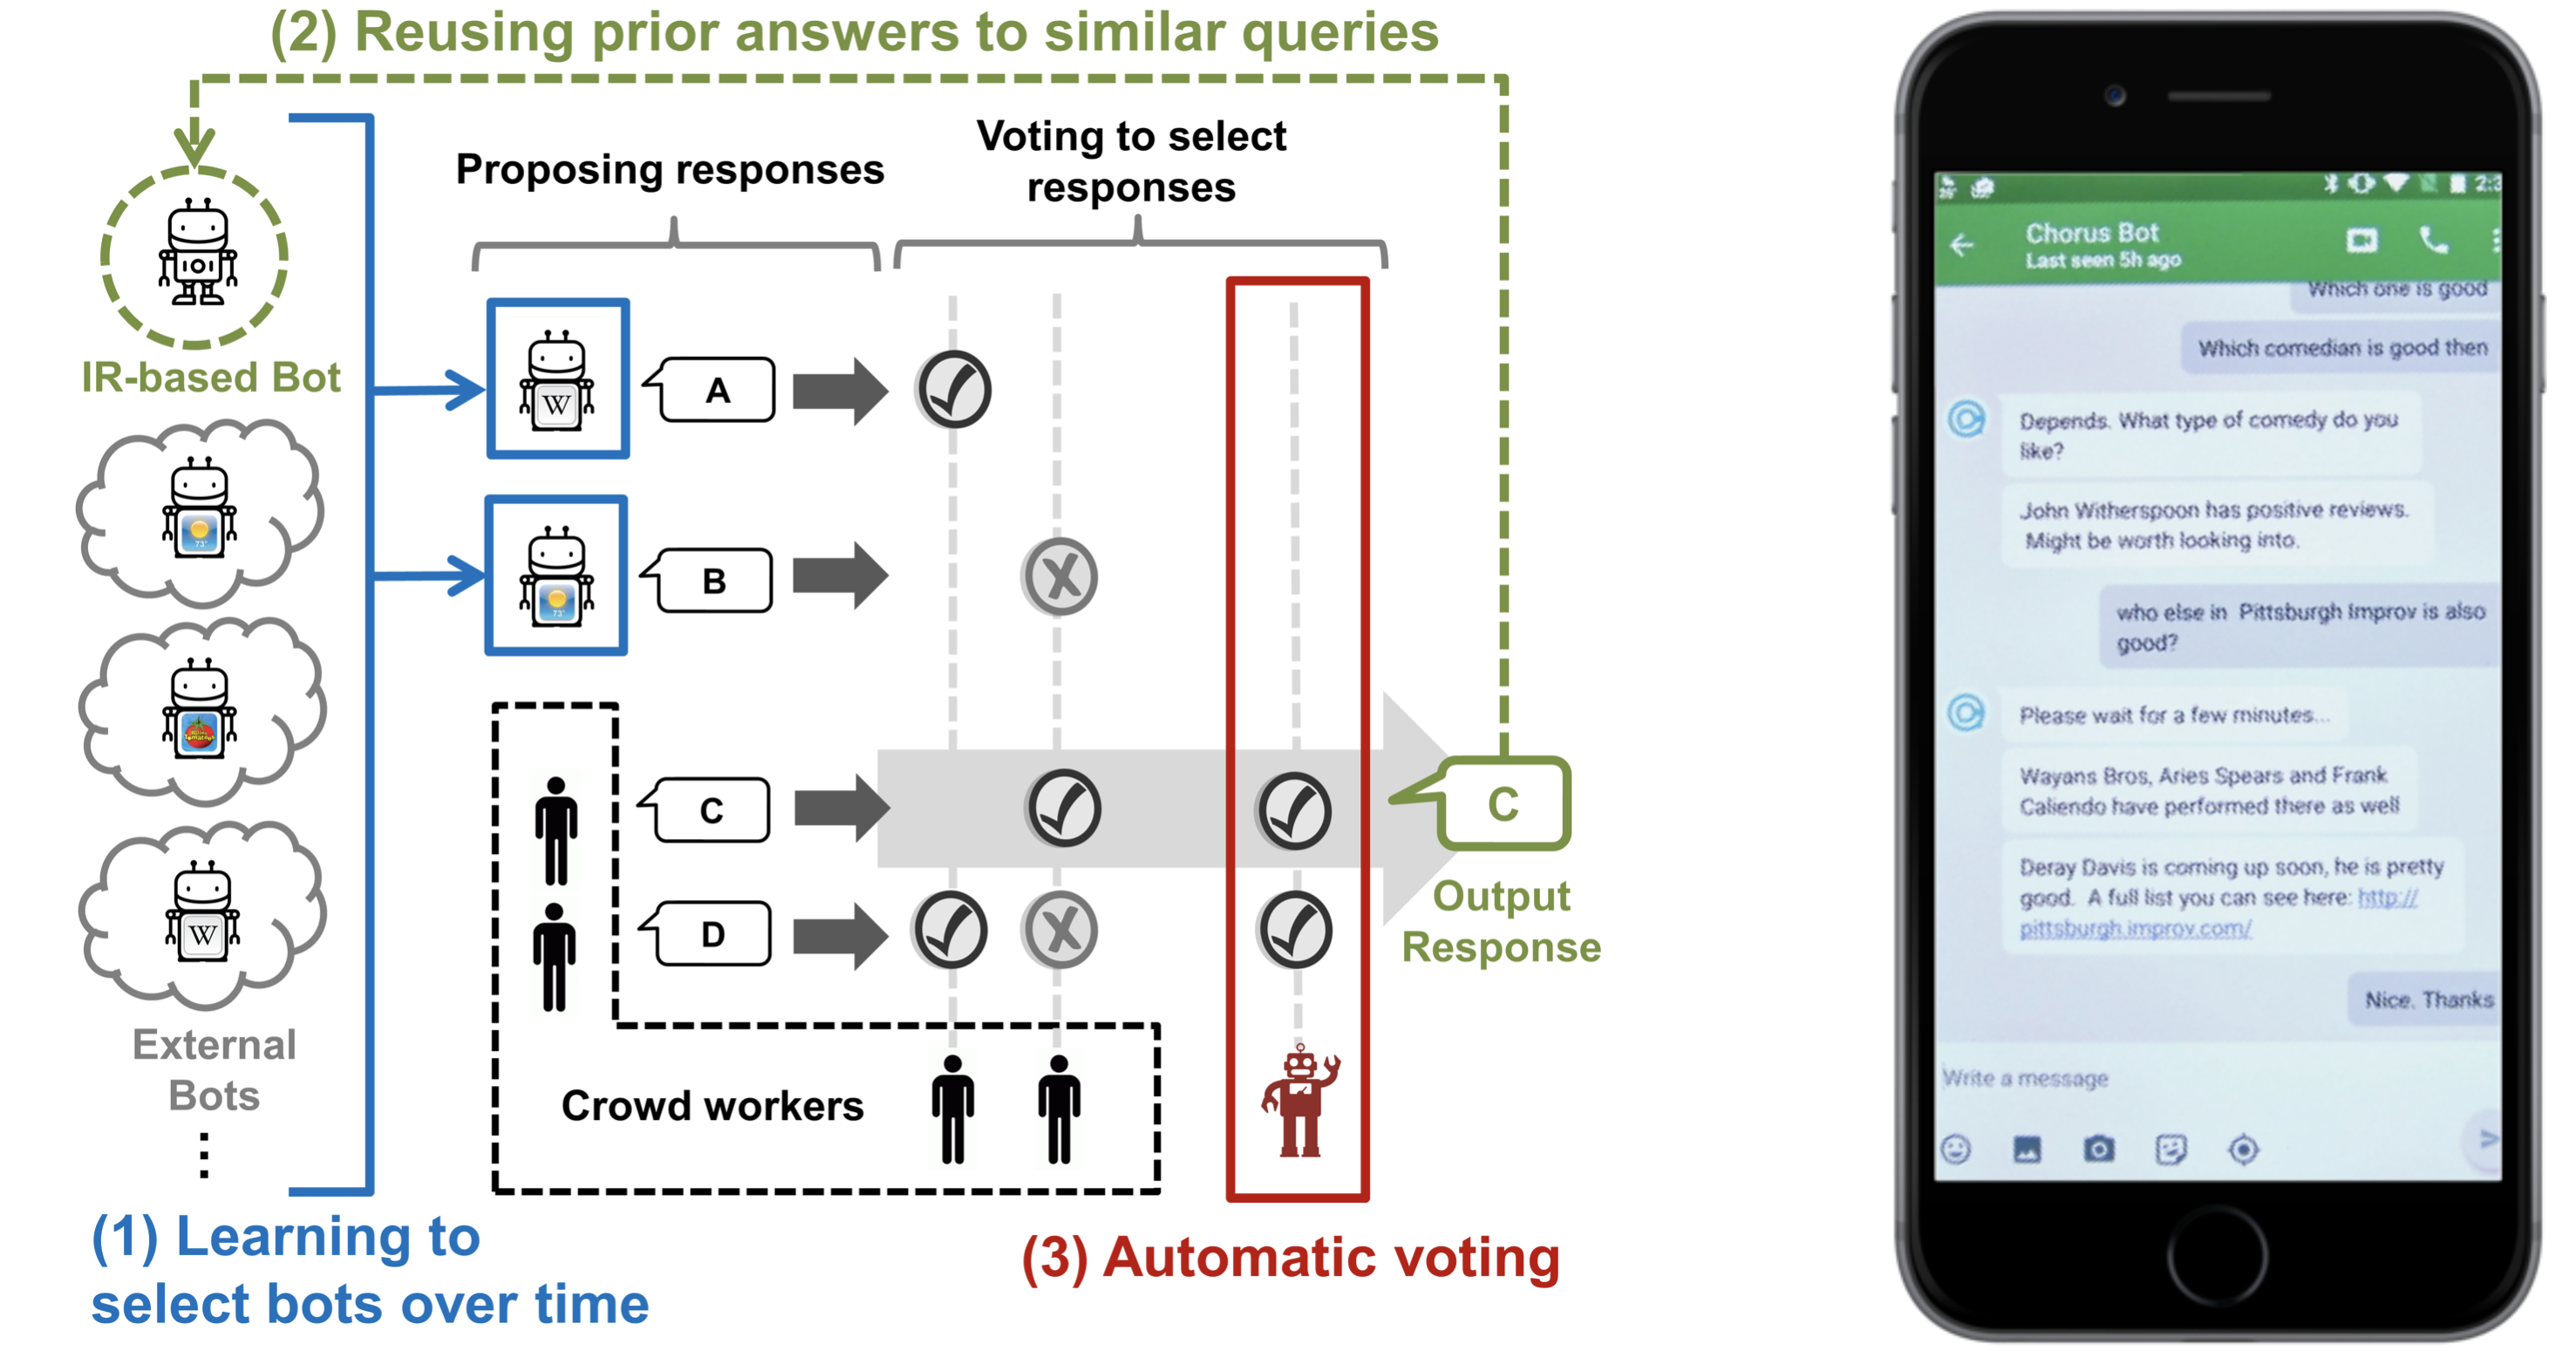 (2) Reusing prior answers to similar queries
Proposing responses
Voting to select
responses
IR-based Bot
W
A
73°
73°
B
C
C
D
W
Output
Response
External
Bots
Crowd workers
(1) Learning to
select bots over time
(3) Automatic voting
Chorus Bot
Last seen 5h ago
Which one is good
Which comedian is good then
Depends. What type of comedy do you
like?
John Witherspoon has positive reviews.
Might be worth looking into.
who else in Pittsburgh Improv is also
good?
Please wait for a few minutes...
Wayans Bros, Aries Spears and Frank
Caliendo have performed there as well
Deray Davis is coming up soon, he is pretty
good. A full list you can see here: http://
pittsburgh.improv.com/
Nice. Thanks
Write a message